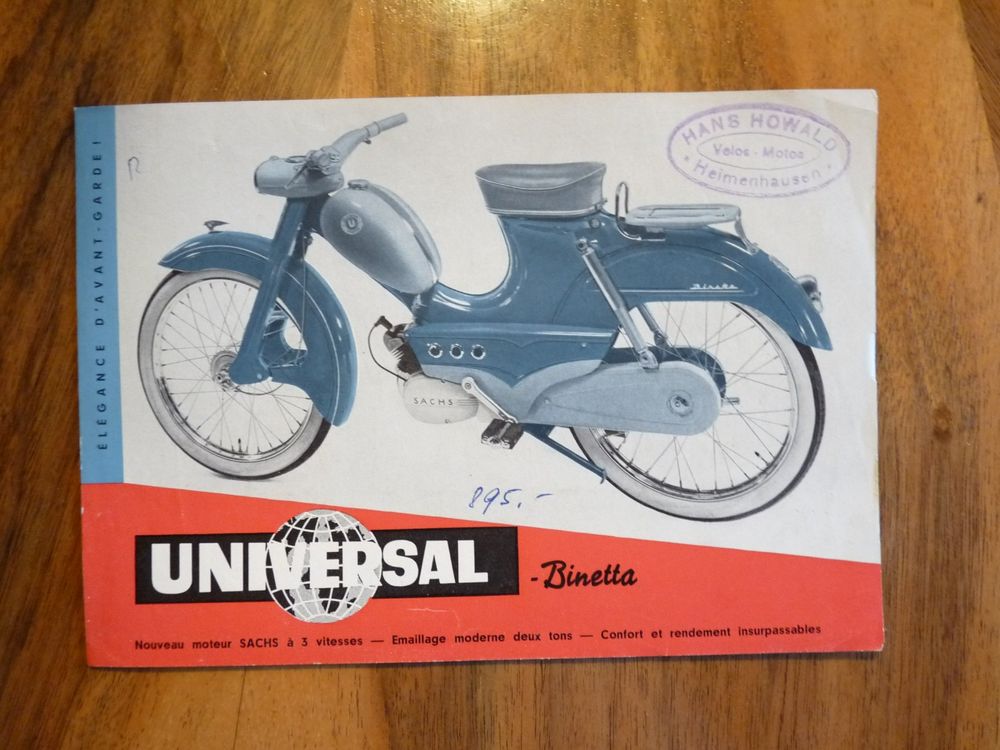 ÉLÉGANCE D'AVANT-GARDE!
R
HANS HOWALD
Velos - Motos
* Heimenhausen *
U
Binetta
SACHS
895.-
UNIVERSAL
-Binetta
Nouveau moteur SACHS à 3 vitesses — Emaillage moderne deux tons — Confort et rendement insurpassables